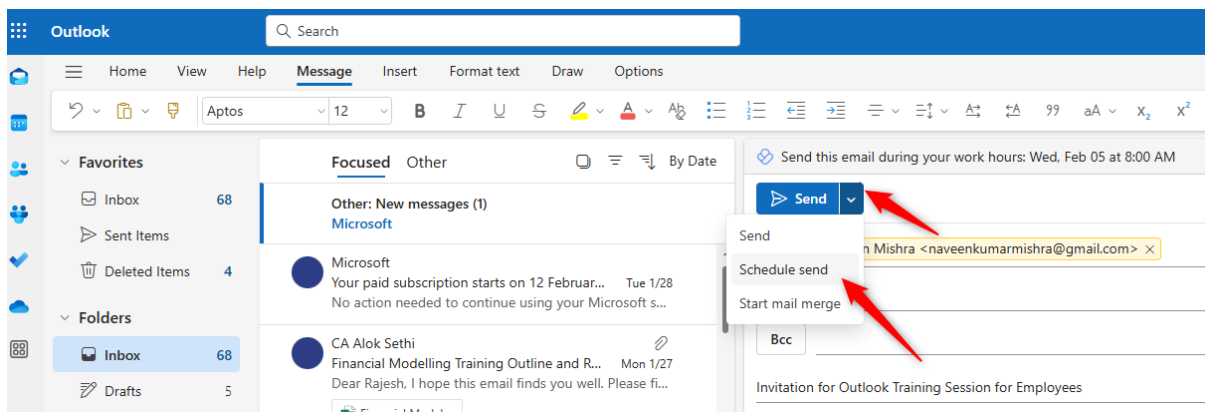 Outlook
Search
Home View Help Message Insert Format text Draw Options
Aptos 12 B I U S A Ab 99 aA X₂ X²
Favorites
Inbox 68
Sent Items
Deleted Items 4
Folders
Inbox 68
Drafts 5
Focused Other By Date
Other: New messages (1)
Microsoft
Microsoft
Your paid subscription starts on 12 Februar... Tue 1/28
No action needed to continue using your Microsoft s...
CA Alok Sethi
Financial Modelling Training Outline and R... Mon 1/27
Dear Rajesh, I hope this email finds you well. Please fi...
Send this email during your work hours: Wed, Feb 05 at 8:00 AM
Send
Send
Schedule send
Start mail merge
n Mishra <naveenkumarmishra@gmail.com>
Bcc
Invitation for Outlook Training Session for Employees